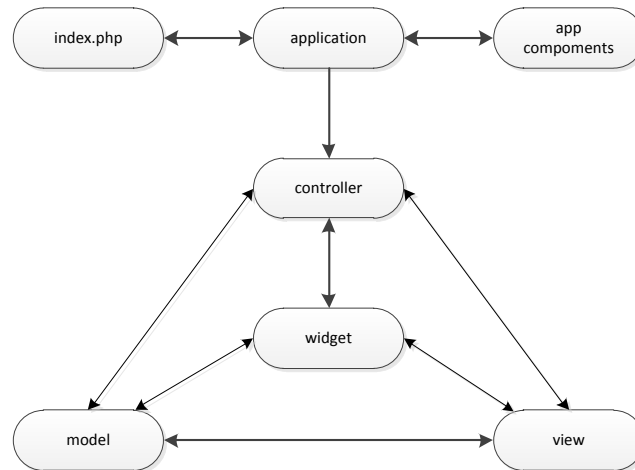 index.php
application
app
compoments
controller
widget
model
view